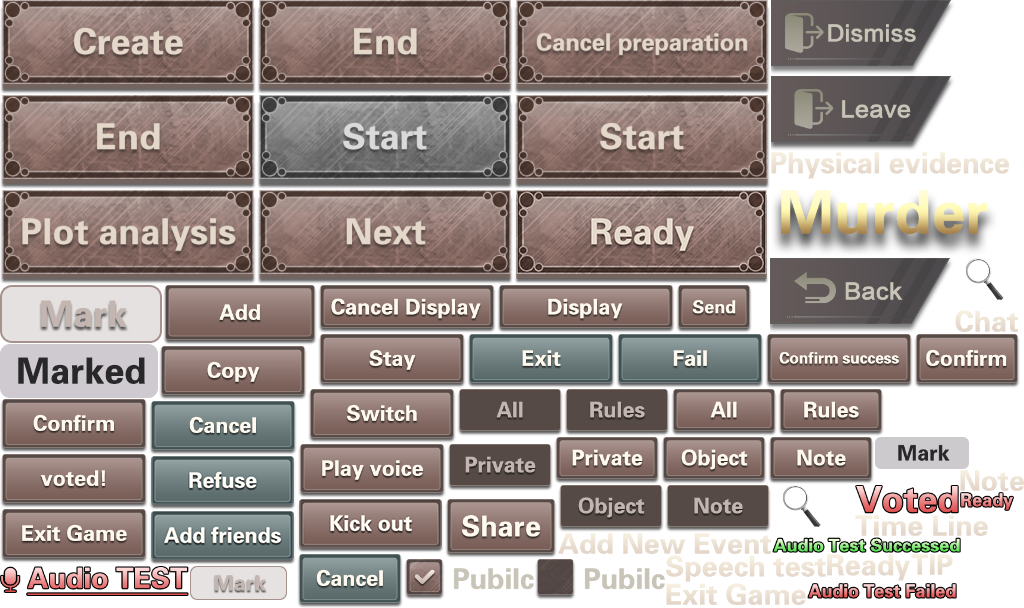 Create
End
Cancel preparation
Dismiss
End
Start
Start
Leave
Physical evidence
Plot analysis
Next
Ready
Murder
Back
Mark
Add
Cancel Display
Display
Send
Chat
Marked
Copy
Stay
Exit
Fail
Confirm success
Confirm
Confirm
Cancel
Switch
All
Rules
All
Rules
voted!
Refuse
Play voice
Private
Private
Object
Note
Mark
Note
Exit Game
Add friends
Kick out
Share
Object
Note
Voted
Ready
Time Line
Add New Event
Audio Test Successed
Audio TEST
Mark
Cancel
Pubilc
Pubilc
Speech test
Ready
TIP
Exit Game
Audio Test Failed